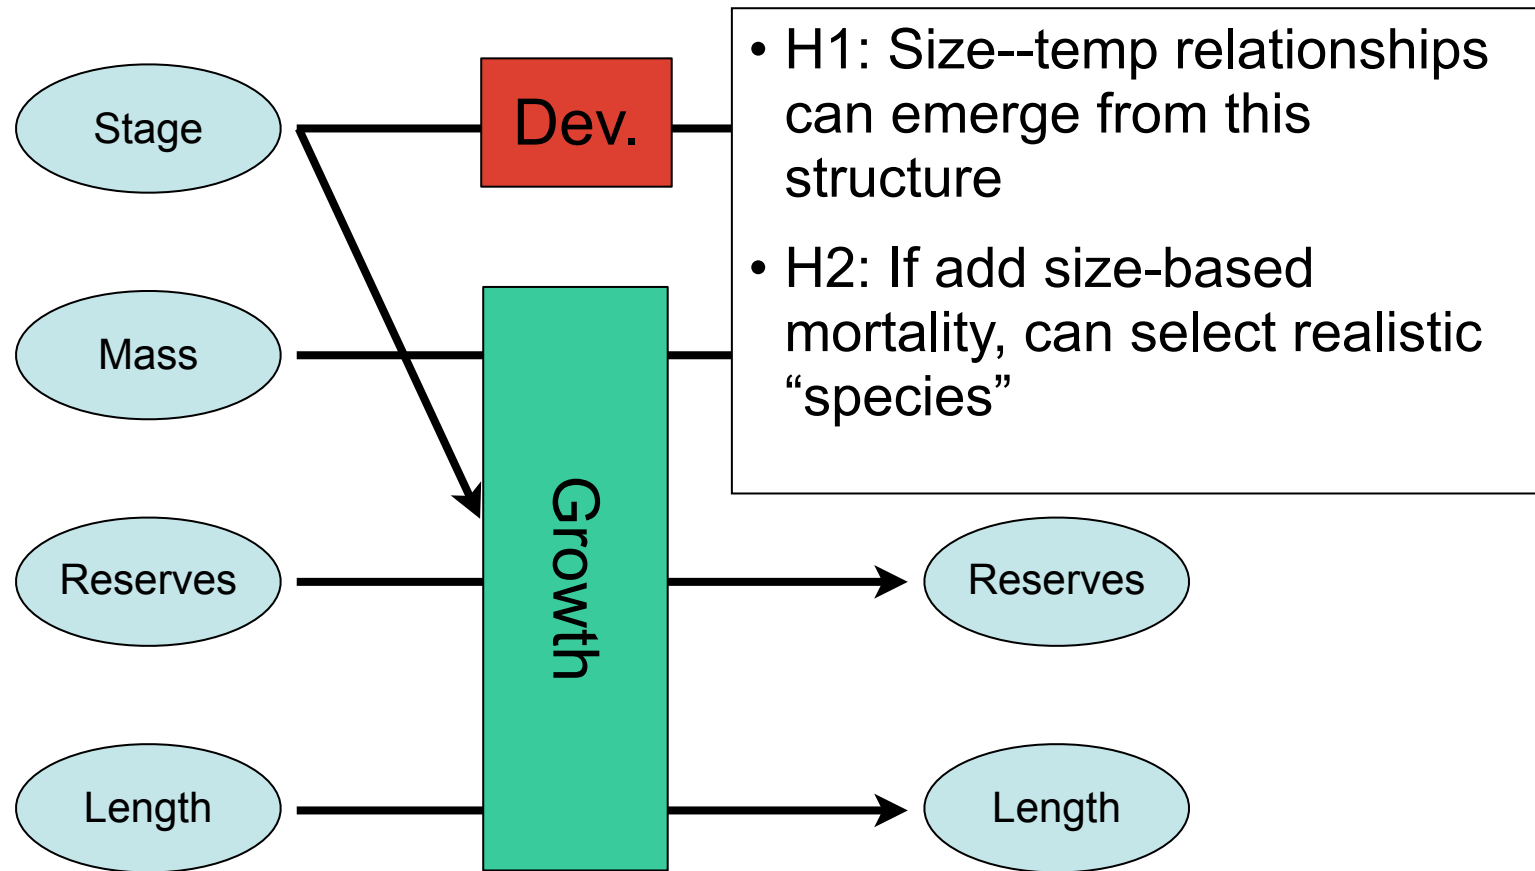 Stage
Dev.
• H1: Size--temp relationships
can emerge from this
structure
• H2: If add size-based
mortality, can select realistic
“species”
Mass
Growth
Reserves
Reserves
Length
Length